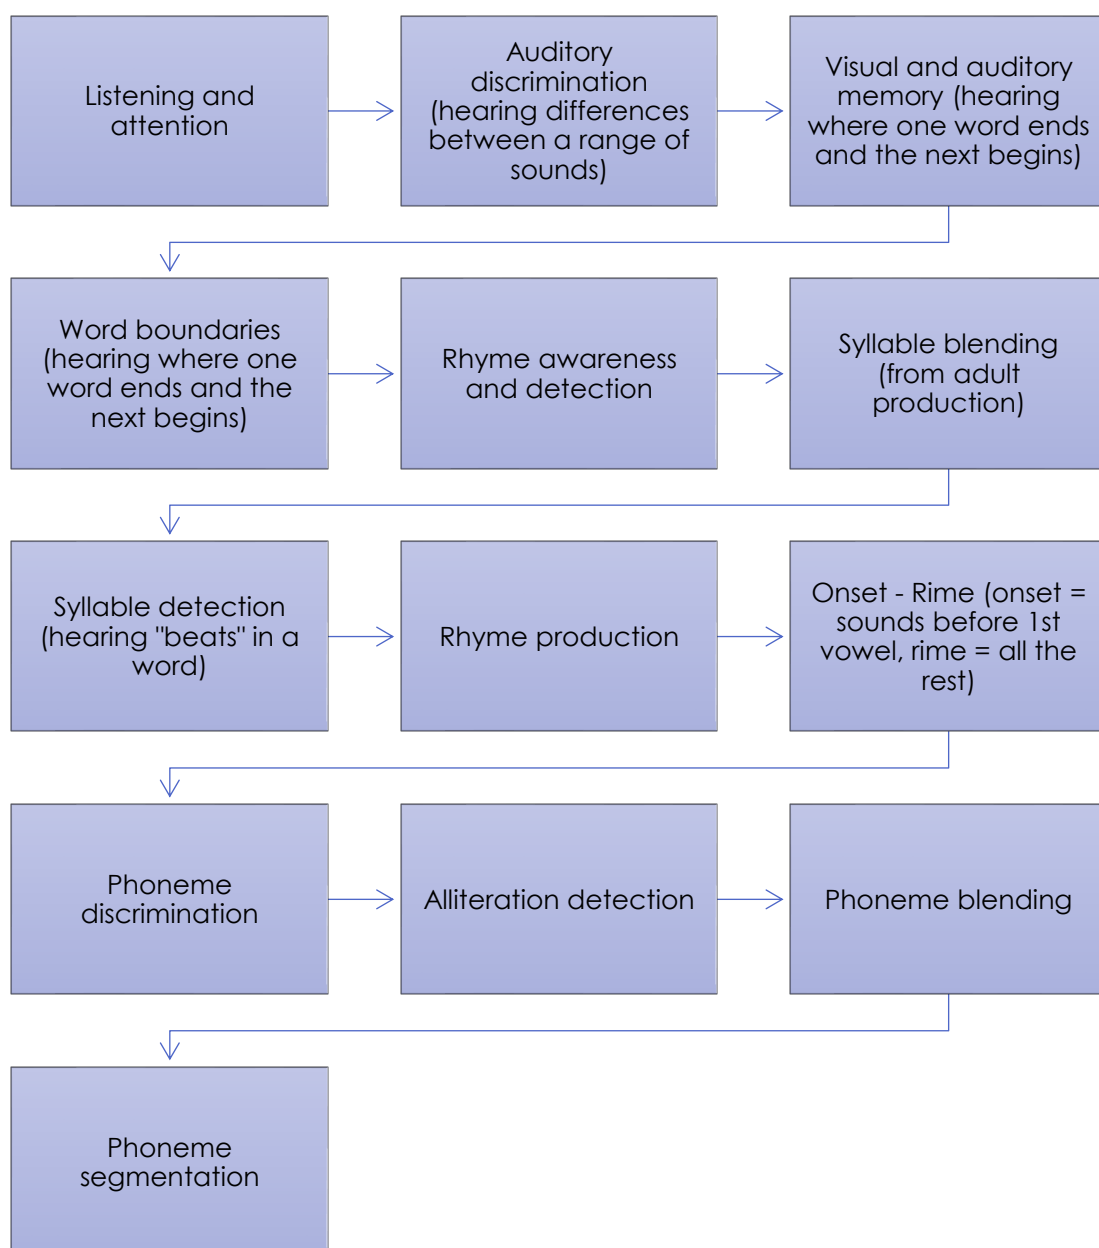 Listening and
attention
Auditory
discrimination
(hearing differences
between a range of
sounds)
Visual and auditory
memory (hearing
where one word ends
and the next begins)
Word boundaries
(hearing where one
word ends and the
next begins)
Rhyme awareness
and detection
Syllable blending
(from adult
production)
Syllable detection
(hearing "beats" in a
word)
Rhyme production
Onset - Rime (onset =
sounds before 1st
vowel, rime = all the
rest)
Phoneme
discrimination
Alliteration detection
Phoneme blending
Phoneme
segmentation